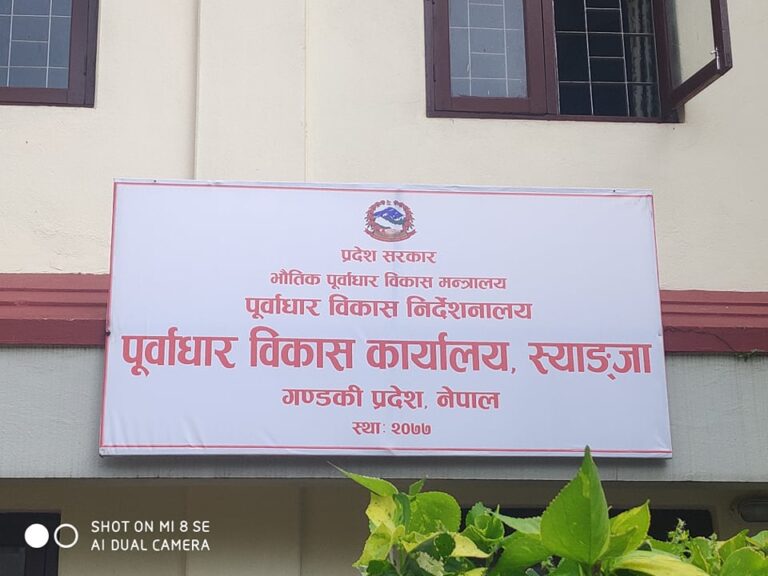 प्रदेश सरकार
भौतिक पूर्वाधार विकास मन्त्रालय
पूर्वाधार विकास निर्देशनालय
पूर्वाधार विकास कार्यालय, स्याङ्जा
गण्डकी प्रदेश, नेपाल
स्था: २०७७
SHOT ON MI 8 SE
AI DUAL CAMERA